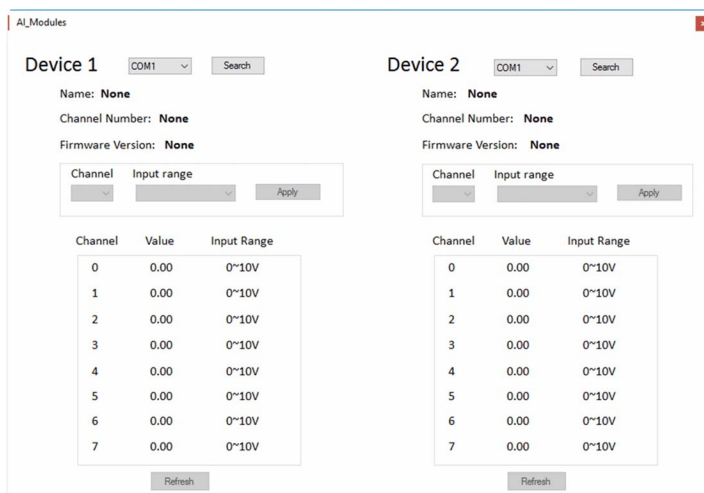 AI_Modules
Device 1 COM1 Search
Name: None
Channel Number: None
Firmware Version: None
Channel Input range
Apply
Channel Value Input Range
0 0.00 0~10V
1 0.00 0~10V
2 0.00 0~10V
3 0.00 0~10V
4 0.00 0~10V
5 0.00 0~10V
6 0.00 0~10V
7 0.00 0~10V
Refresh
Device 2 COM1 Search
Name: None
Channel Number: None
Firmware Version: None
Channel Input range
Apply
Channel Value Input Range
0 0.00 0~10V
1 0.00 0~10V
2 0.00 0~10V
3 0.00 0~10V
4 0.00 0~10V
5 0.00 0~10V
6 0.00 0~10V
7 0.00 0~10V
Refresh